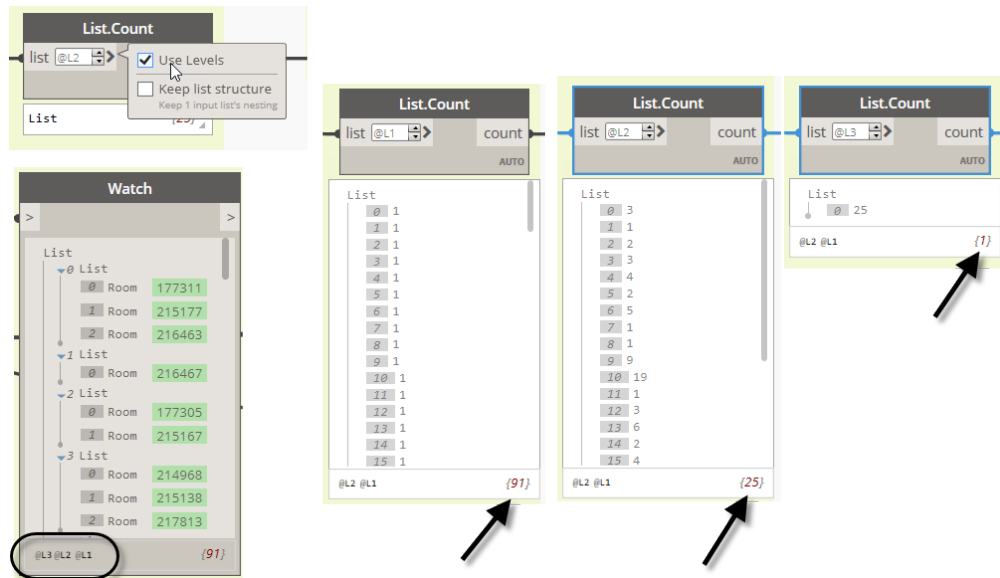 List.Count
list @L2 >
Use Levels
Keep list structure
Keep 1 input list's nesting
List {25}
Watch
> >
List
0 List
0 Room 177311
1 Room 215177
2 Room 216463
1 List
0 Room 216467
2 List
0 Room 177305
1 Room 215167
3 List
0 Room 214968
1 Room 215138
2 Room 217813
@L3 @L2 @L1 {91}
List.Count
list @L1 > count
AUTO
List
0 1
1 1
2 1
3 1
4 1
5 1
6 1
7 1
8 1
9 1
10 1
11 1
12 1
13 1
14 1
15 1
@L2 @L1 {91}
List.Count
list @L2 > count
AUTO
List
0 3
1 1
2 2
3 3
4 4
5 2
6 5
7 1
8 1
9 9
10 19
11 1
12 3
13 6
14 2
15 4
@L2 @L1 {25}
List.Count
list @L3 > count
AUTO
List
0 25
@L2 @L1 {1}